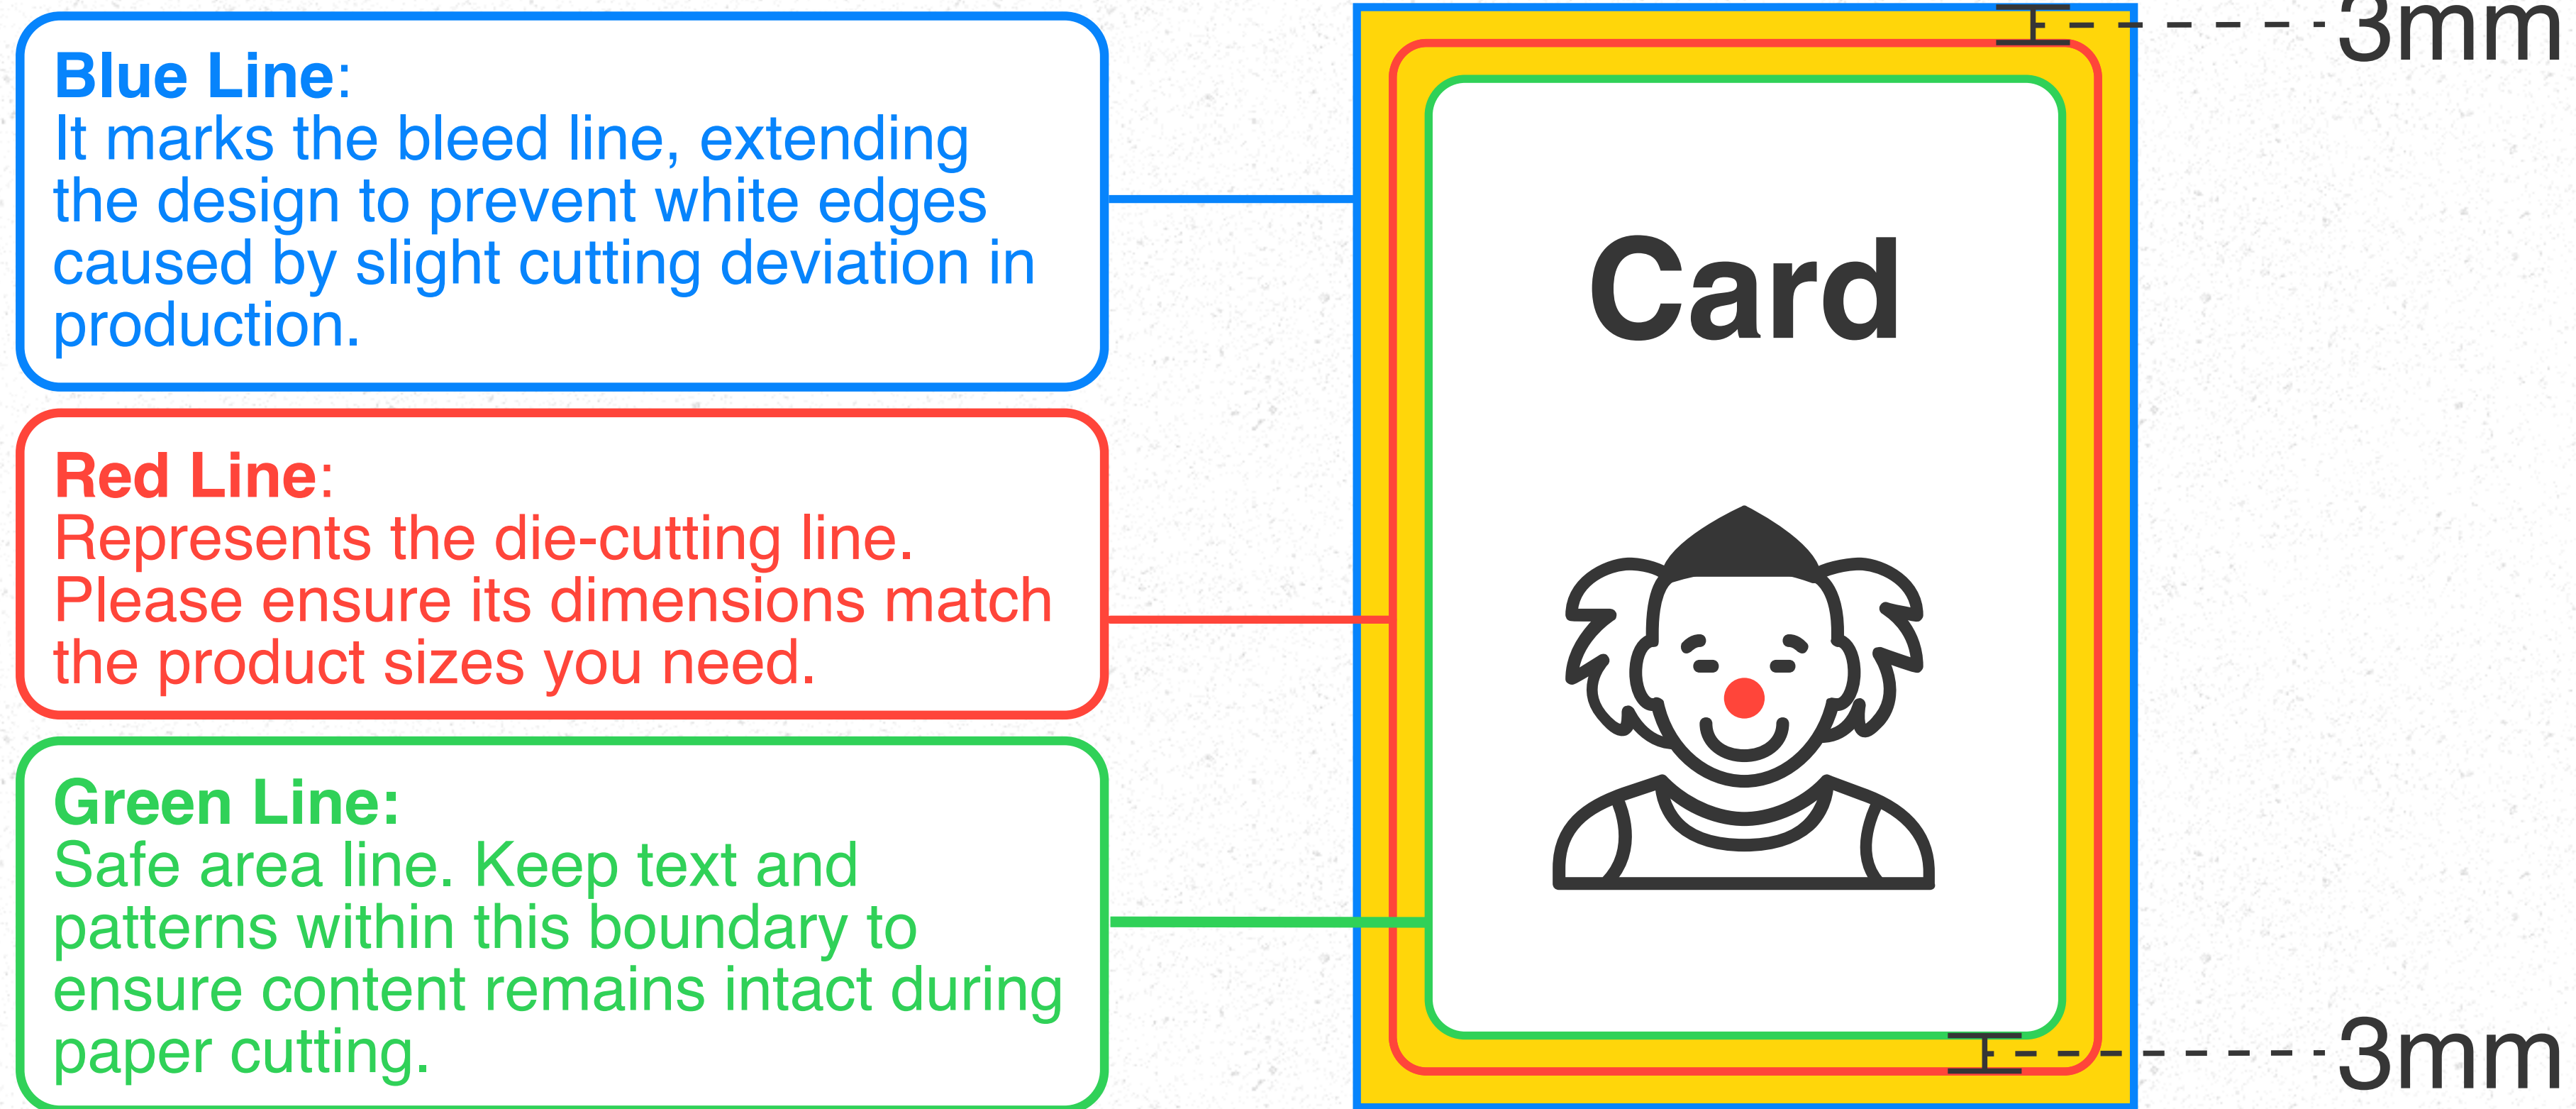 Blue Line:
It marks the bleed line, extending
the design to prevent white edges
caused by slight cutting deviation in
production.
Red Line:
Represents the die-cutting line.
Please ensure its dimensions match
the product sizes you need.
Green Line:
Safe area line. Keep text and
patterns within this boundary to
ensure content remains intact during
paper cutting.
Card
3mm
3mm